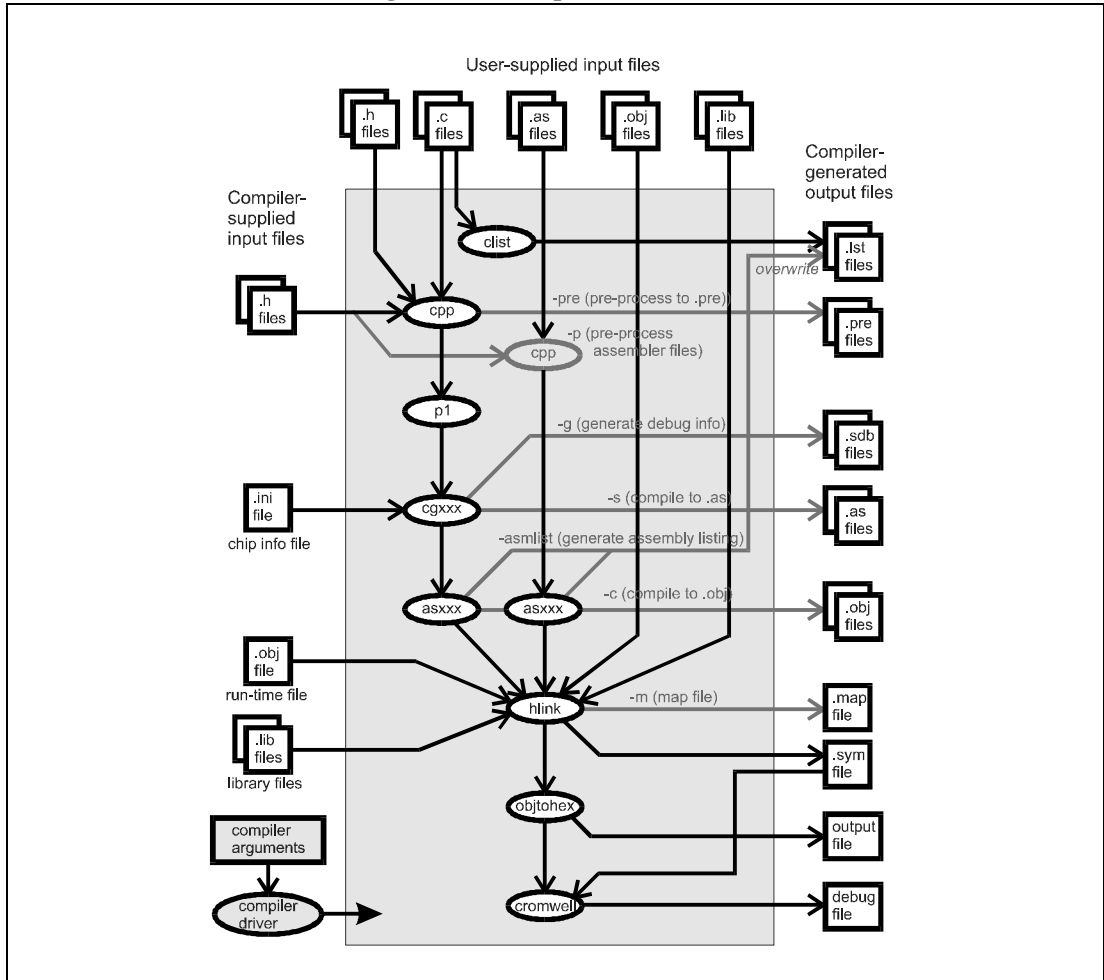 User-supplied input files
.h
files
.c
files
.as
files
.obj
files
.lib
files
Compiler-
generated
output files
Compiler-
supplied
input files
clist
.lst
files
overwrite
.h
files
cpp
-pre (pre-process to .pre))
.pre
files
-p (pre-process
assembler files)
cpp
p1
-g (generate debug info)
.sdb
files
.ini
file
chip info file
cgxxx
-s (compile to .as)
.as
files
-asmlist (generate assembly listing)
asxxx
asxxx
-c (compile to .obj)
.obj
files
.obj
file
run-time file
hlink
-m (map file)
.map
file
.lib
files
library files
.sym
file
objtohex
output
file
compiler
arguments
compiler
driver
cromwell
debug
file